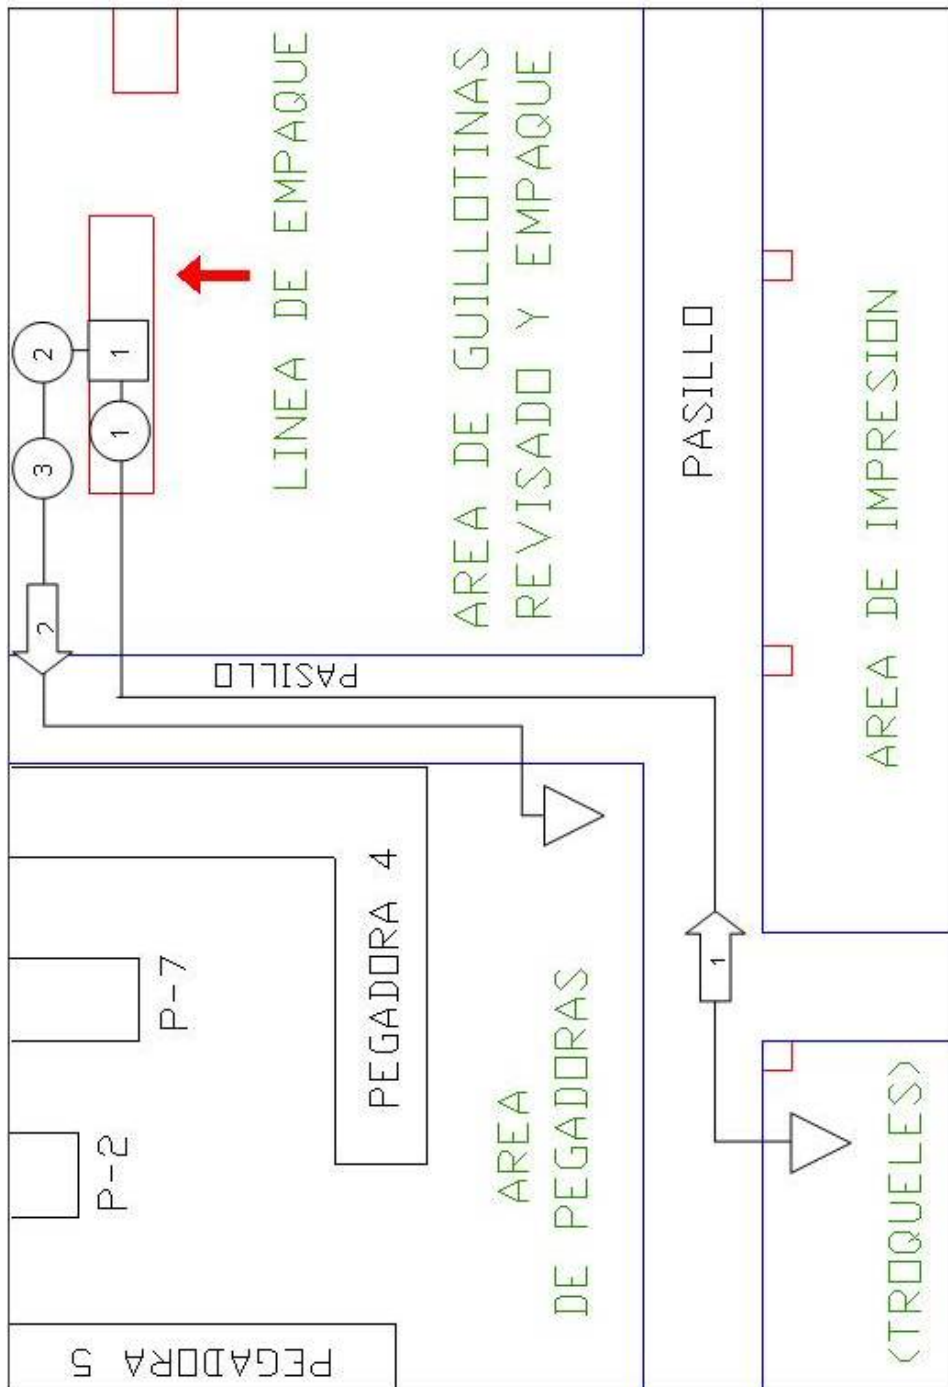 LINEA DE EMPAQUE
AREA DE GUILLOTINAS
REVISADO Y EMPAQUE
PASILLO
AREA DE IMPRESION
2
1
3
1
2
PASILLO
1
PEGADORA 4
P-7
P-2
PEGADORA 5
AREA
DE PEGADORAS
<TROQUELES>